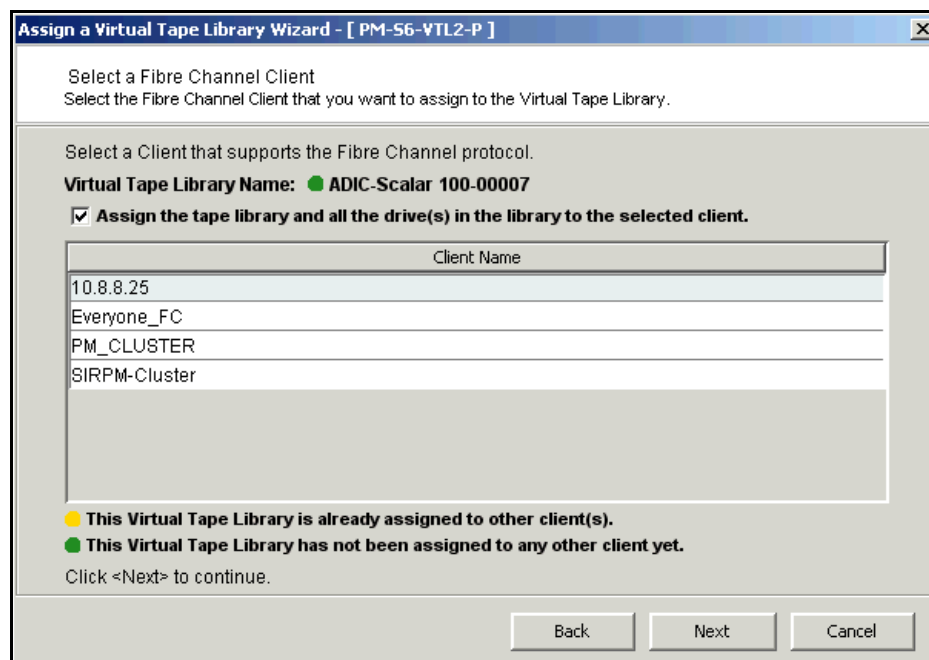 Assign a Virtual Tape Library Wizard - [ PM-S6-VTL2-P ]
Select a Fibre Channel Client
Select the Fibre Channel Client that you want to assign to the Virtual Tape Library.
Select a Client that supports the Fibre Channel protocol.
Virtual Tape Library Name: ADIC-Scalar 100-00007
Assign the tape library and all the drive(s) in the library to the selected client.
Client Name
10.8.8.25
Everyone_FC
PM_CLUSTER
SIRPM-Cluster
This Virtual Tape Library is already assigned to other client(s).
This Virtual Tape Library has not been assigned to any other client yet.
Click <Next> to continue.
Back Next Cancel